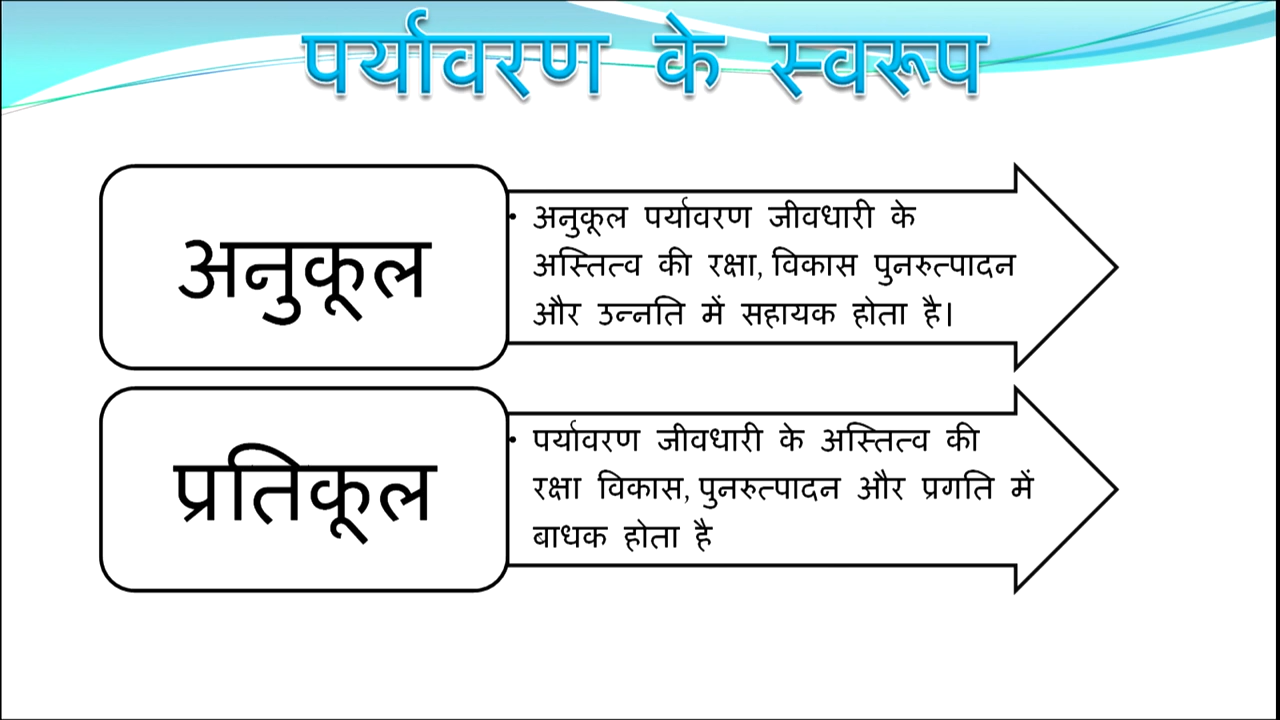 पर्यावरण के स्वरूप
अनुकूल
• अनुकूल पर्यावरण जीवधारी के
अस्तित्व की रक्षा, विकास पुनरुत्पादन
और उन्नति में सहायक होता है।
प्रतिकूल
• पर्यावरण जीवधारी के अस्तित्व की
रक्षा विकास, पुनरुत्पादन और प्रगति में
बाधक होता है